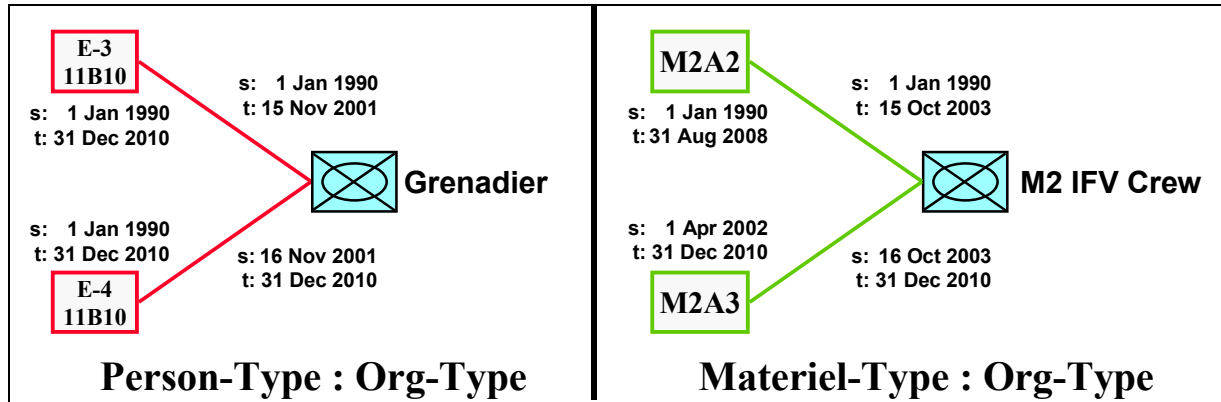 E-3
11B10
s: 1 Jan 1990
t: 31 Dec 2010
s: 1 Jan 1990
t: 15 Nov 2001
Grenadier
s: 1 Jan 1990
t: 31 Dec 2010
s: 16 Nov 2001
t: 31 Dec 2010
E-4
11B10
Person-Type : Org-Type
M2A2
s: 1 Jan 1990
t: 31 Aug 2008
s: 1 Jan 1990
t: 15 Oct 2003
M2 IFV Crew
s: 1 Apr 2002
t: 31 Dec 2010
s: 16 Oct 2003
t: 31 Dec 2010
M2A3
Materiel-Type : Org-Type